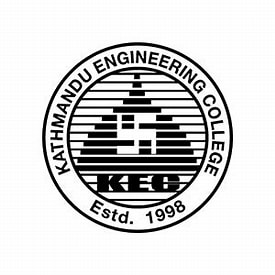 KATHMANDU ENGINEERING COLLEGE
KEC
Estd. 1998